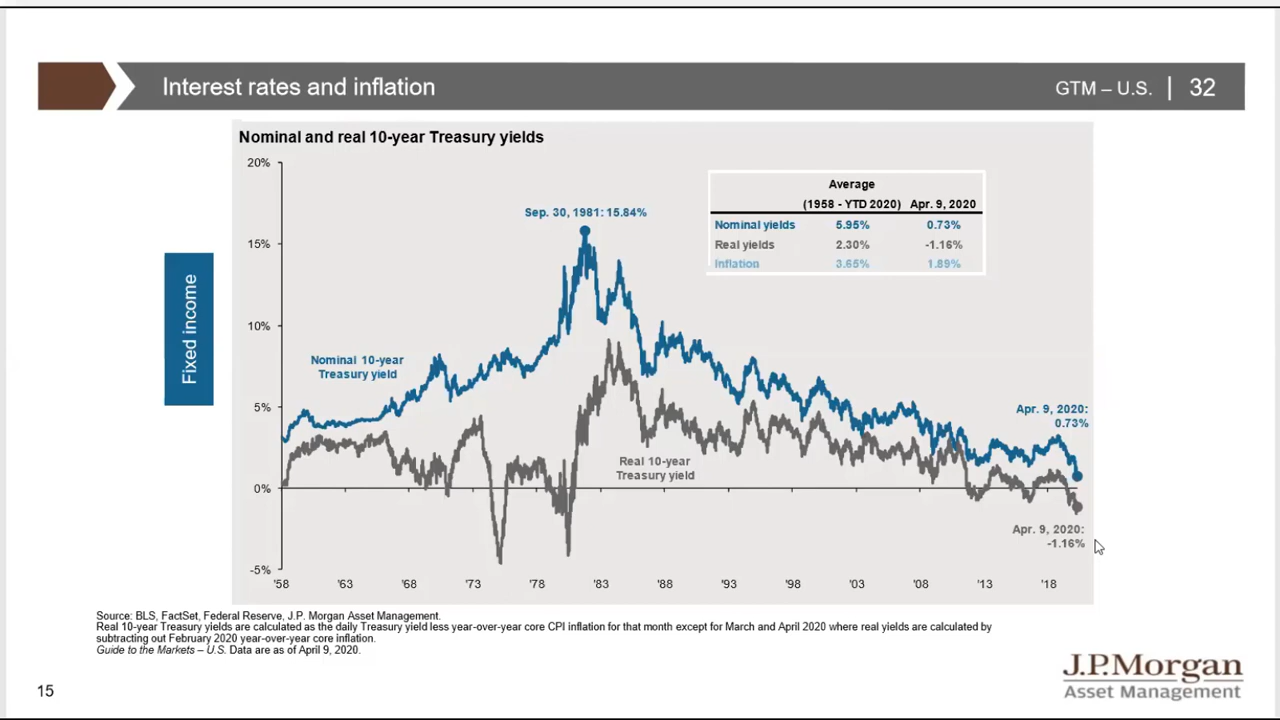 Interest rates and inflation
GTM – U.S. | 32
Nominal and real 10-year Treasury yields
20%
15%
10%
5%
0%
-5%
Sep. 30, 1981: 15.84%
Average
(1958 - YTD 2020) Apr. 9, 2020
Nominal yields 5.95% 0.73%
Real yields 2.30% -1.16%
Inflation 3.65% 1.89%
Fixed income
Nominal 10-year
Treasury yield
Apr. 9, 2020:
0.73%
Real 10-year
Treasury yield
Apr. 9, 2020:
-1.16%
'58 '63 '68 '73 '78 '83 '88 '93 '98 '03 '08 '13 '18
Source: BLS, FactSet, Federal Reserve, J.P. Morgan Asset Management.
Real 10-year Treasury yields are calculated as the daily Treasury yield less year-over-year core CPI inflation for that month except for March and April 2020 where real yields are calculated by
subtracting out February 2020 year-over-year core inflation.
Guide to the Markets – U.S. Data are as of April 9, 2020.
15
J.P.Morgan
Asset Management